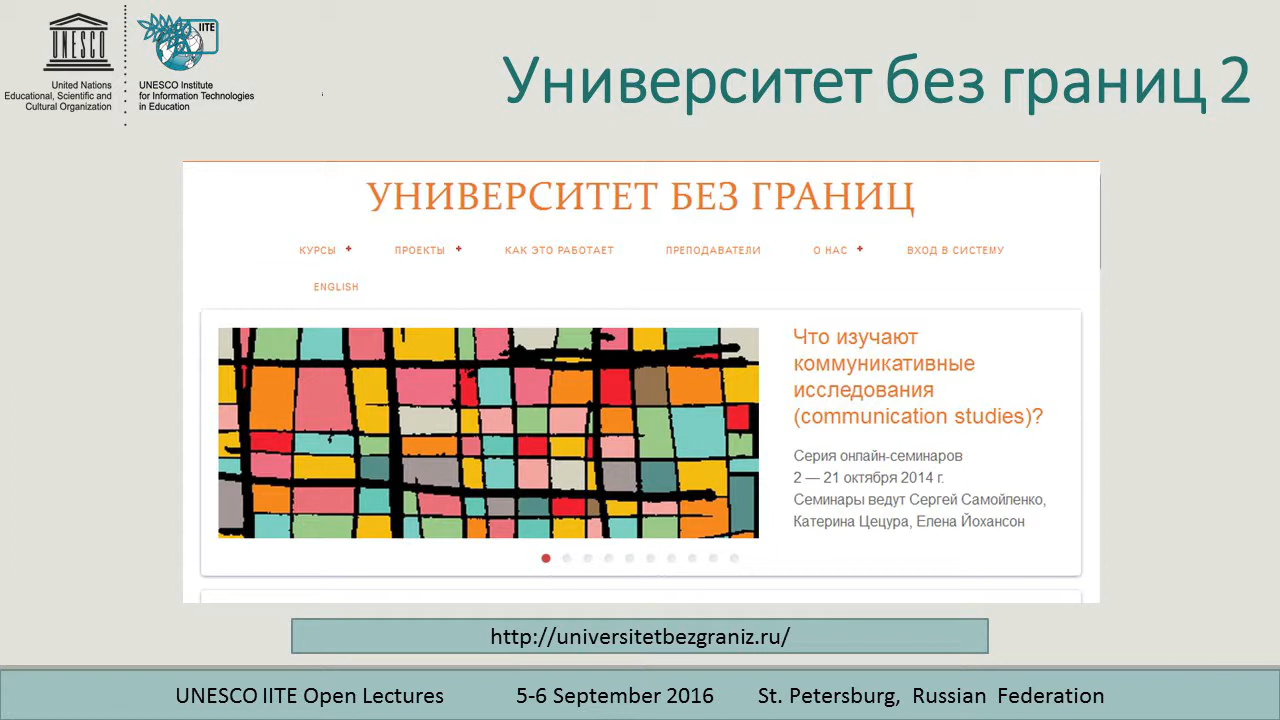 UNESCO
IITE
United Nations
Educational, Scientific and
Cultural Organization
UNESCO Institute
for Information Technologies
in Education
Университет без границ 2
УНИВЕРСИТЕТ БЕЗ ГРАНИЦ
КУРСЫ + ПРОЕКТЫ + КАК ЭТО РАБОТАЕТ ПРЕПОДАВАТЕЛИ О НАС + ВХОД В СИСТЕМУ
ENGLISH
Что изучают
коммуникативные
исследования
(communication studies)?
Серия онлайн-семинаров
2 — 21 октября 2014 г.
Семинары ведут Сергей Самойленко,
Катерина Цецура, Елена Йохансон
http://universitetbezgraniz.ru/
UNESCO IITE Open Lectures 5-6 September 2016 St. Petersburg, Russian Federation